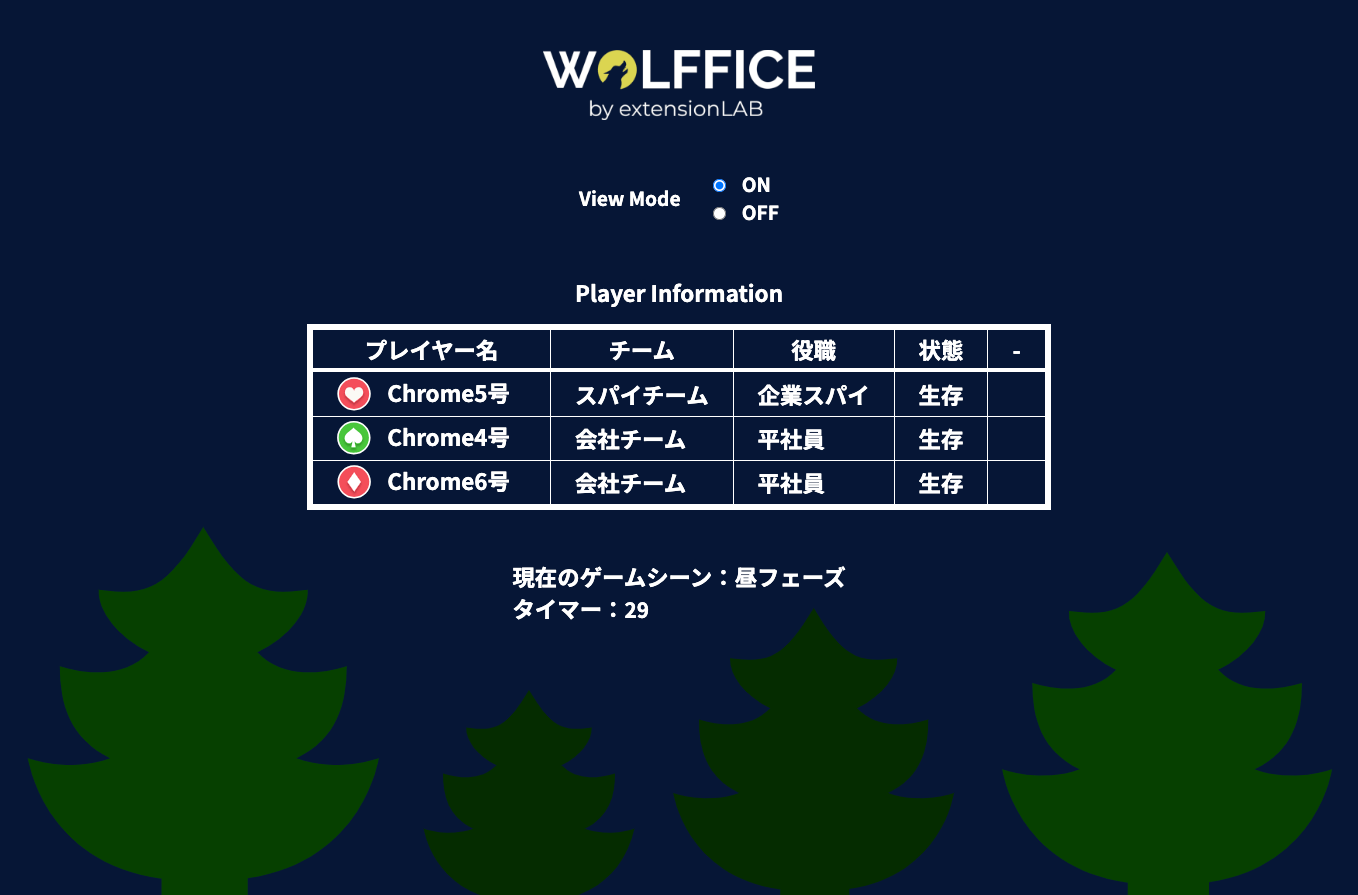 WOLFFICE
by extensionLAB
View Mode
ON
OFF
Player Information
プレイヤー名 チーム 役職 状態 -
Chrome5号 スパイチーム 企業スパイ 生存
Chrome4号 会社チーム 平社員 生存
Chrome6号 会社チーム 平社員 生存
現在のゲームシーン：昼フェーズ
タイマー：29